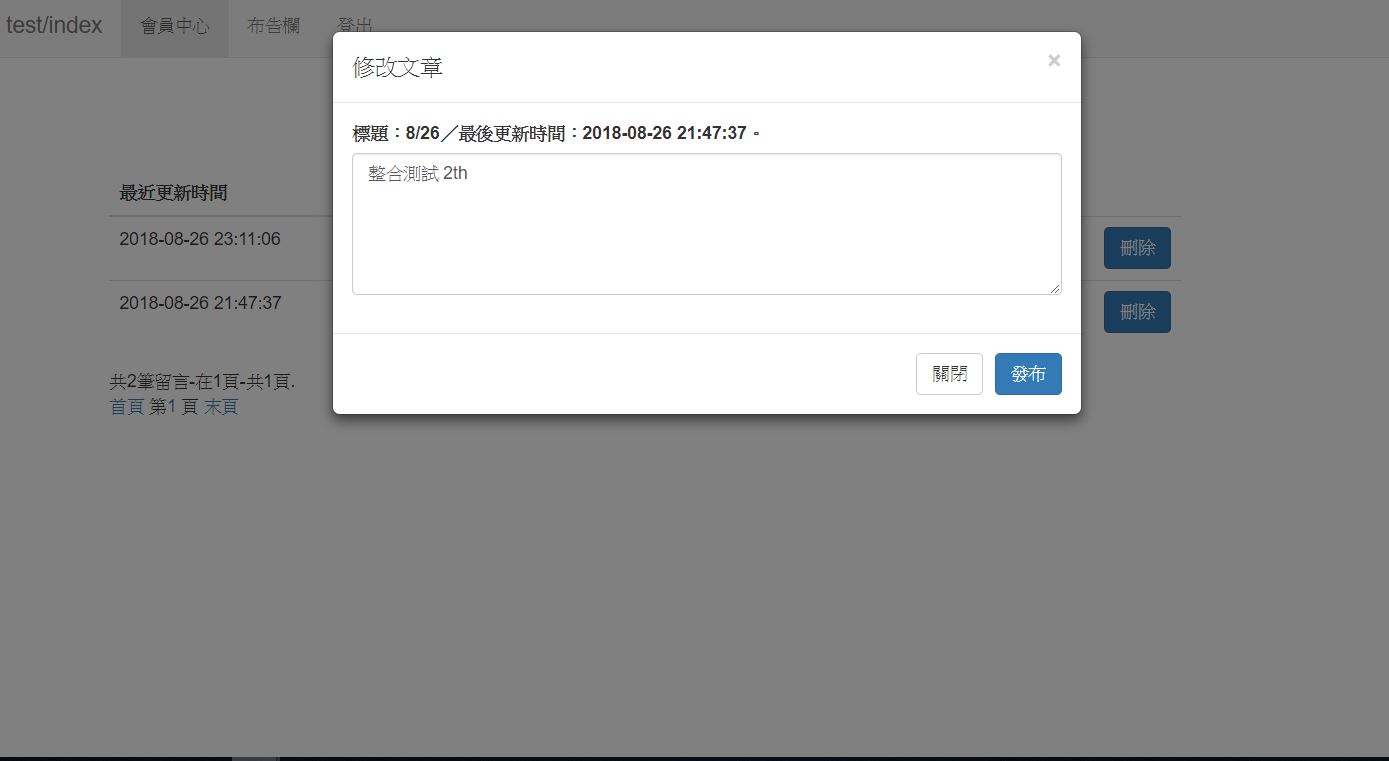 test/index 會員中心 布告欄 登出
修改文章 ×
標題：8/26／最後更新時間：2018-08-26 21:47:37。
整合測試 2th
最近更新時間
2018-08-26 23:11:06 刪除
2018-08-26 21:47:37 刪除
關閉 發布
共2筆留言-在1頁-共1頁.
首頁 第1 頁 末頁